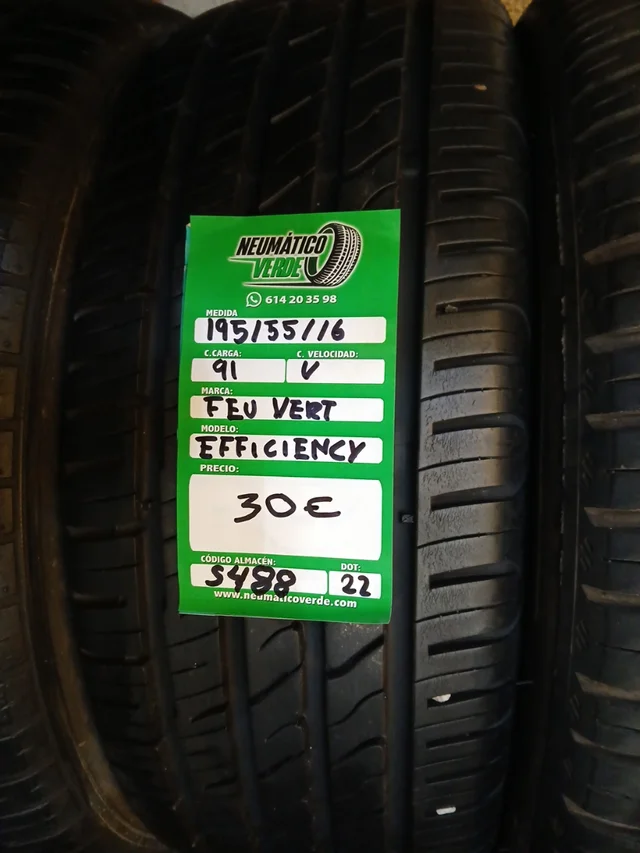 NEUMÁTICO
VERDE
614 20 35 98
MEDIDA
195/55/16
C.CARGA: C. VELOCIDAD:
91 V
MARCA:
FEU VERT
MODELO:
EFFICIENCY
PRECIO:
30€
CÓDIGO ALMACÉN: DOT:
S488 22
www.neumaticoverde.com